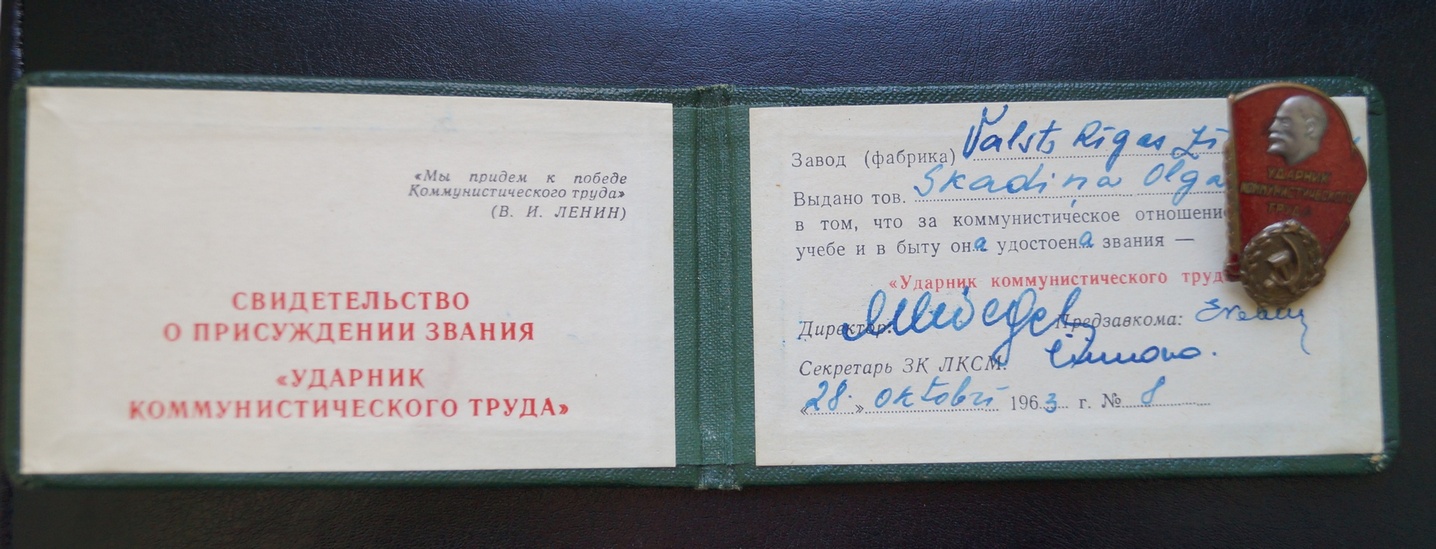 «Мы придем к победе
Коммунистического труда»
(В. И. ЛЕНИН)
СВИДЕТЕЛЬСТВО
О ПРИСУЖДЕНИИ ЗВАНИЯ
«УДАРНИК
КОММУНИСТИЧЕСКОГО ТРУДА»
Завод (фабрика) Valsts Rīgas
Выдано тов. Skadiņa Olga
в том, что за коммунистическое отношени
учебе и в быту она удостоена звания —
«Ударник коммунистического труд
Директор: Предзавкома:
Секретарь ЗК ЛКСМ:
«28.» oktobrī 1963 г. № 8
УДАРНИК
КОММУНИСТИЧЕСКОГО
ТРУДА